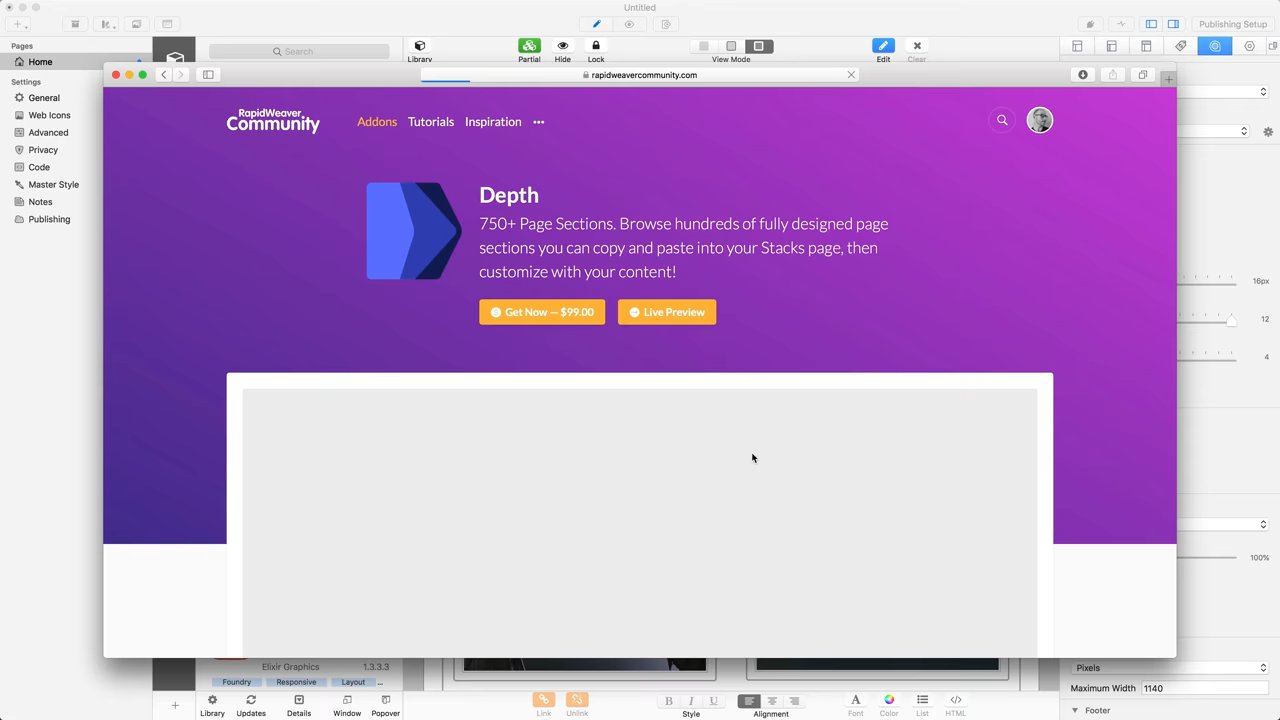 Untitled
Publishing Setup
Pages
Home
Settings
General
Web Icons
Advanced
Privacy
Code
Master Style
Notes
Publishing
Search
Library
Partial
Hide
Lock
View Mode
Edit
Clear
rapidweavercommunity.com
RapidWeaver
Community
Addons
Tutorials
Inspiration
Depth
750+ Page Sections. Browse hundreds of fully designed page
sections you can copy and paste into your Stacks page, then
customize with your content!
Get Now — $99.00
Live Preview
16px
12
4
100%
Pixels
Maximum Width 1140
Footer
Elixir Graphics 1.3.3.3
Foundry Responsive Layout ...
Library
Updates
Details
Window
Popover
Link
Unlink
B I U
Style
Alignment
A
Font
Color
List
HTML